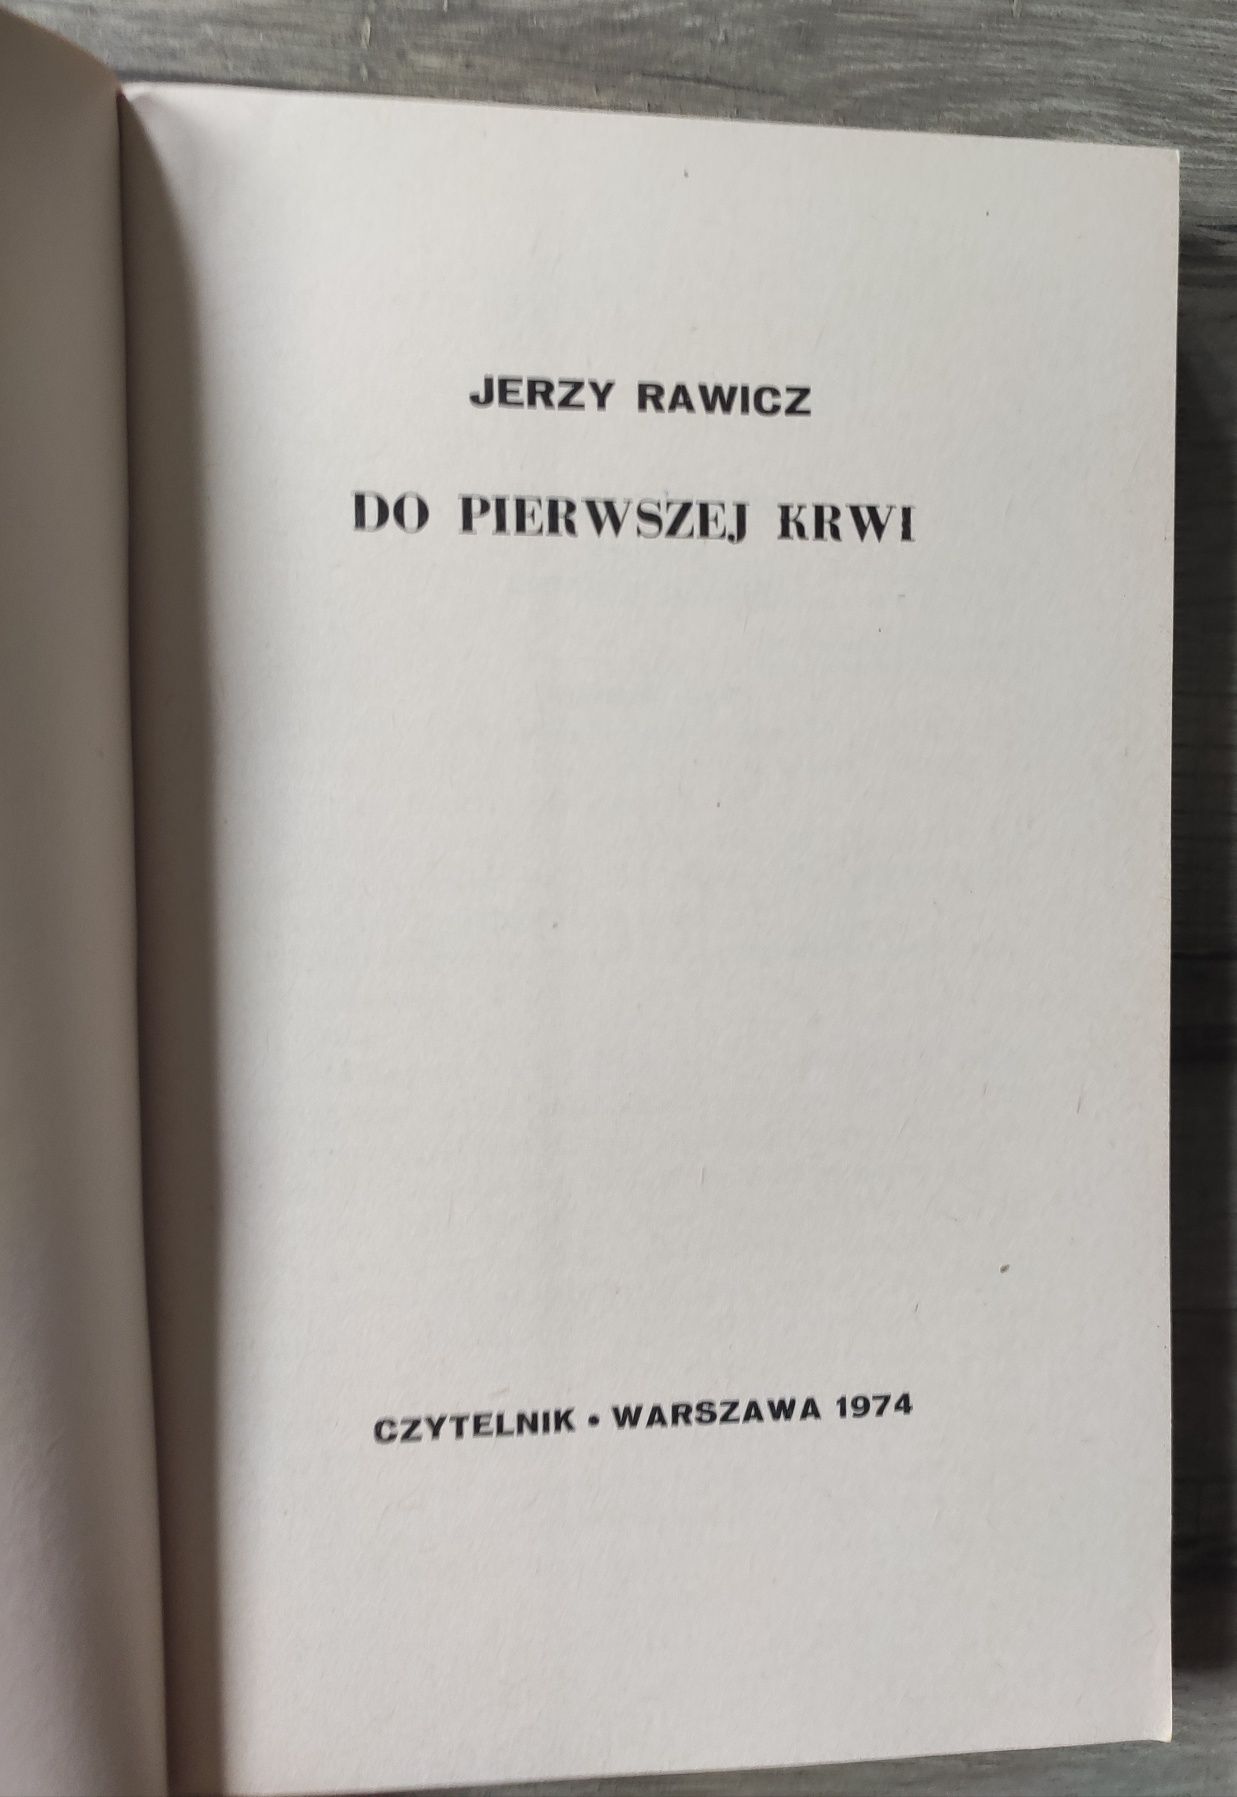 JERZY RAWICZ
DO PIERWSZEJ KRWI
CZYTELNIK • WARSZAWA 1974